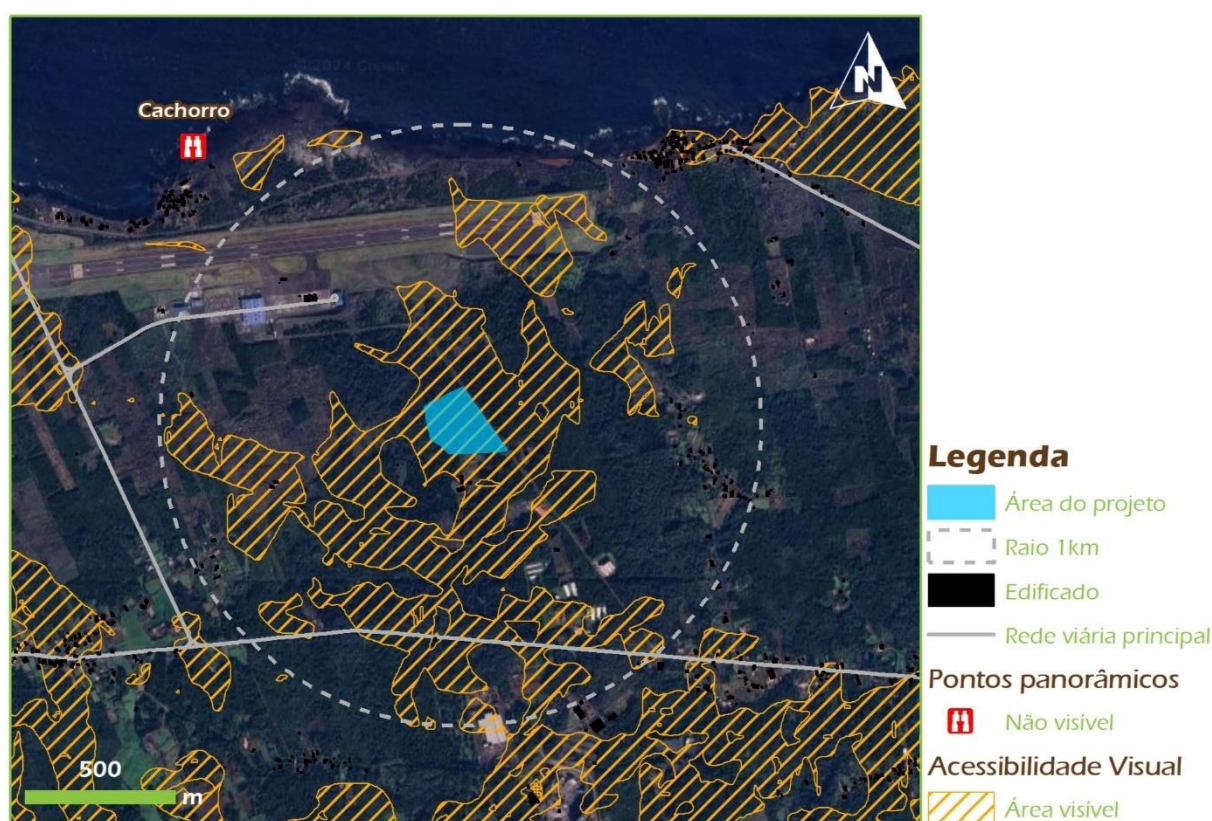 Cachorro
N
500
m
Legenda
Área do projeto
Raio 1km
Edificado
Rede viária principal
Pontos panorâmicos
Não visível
Acessibilidade Visual
Área visível